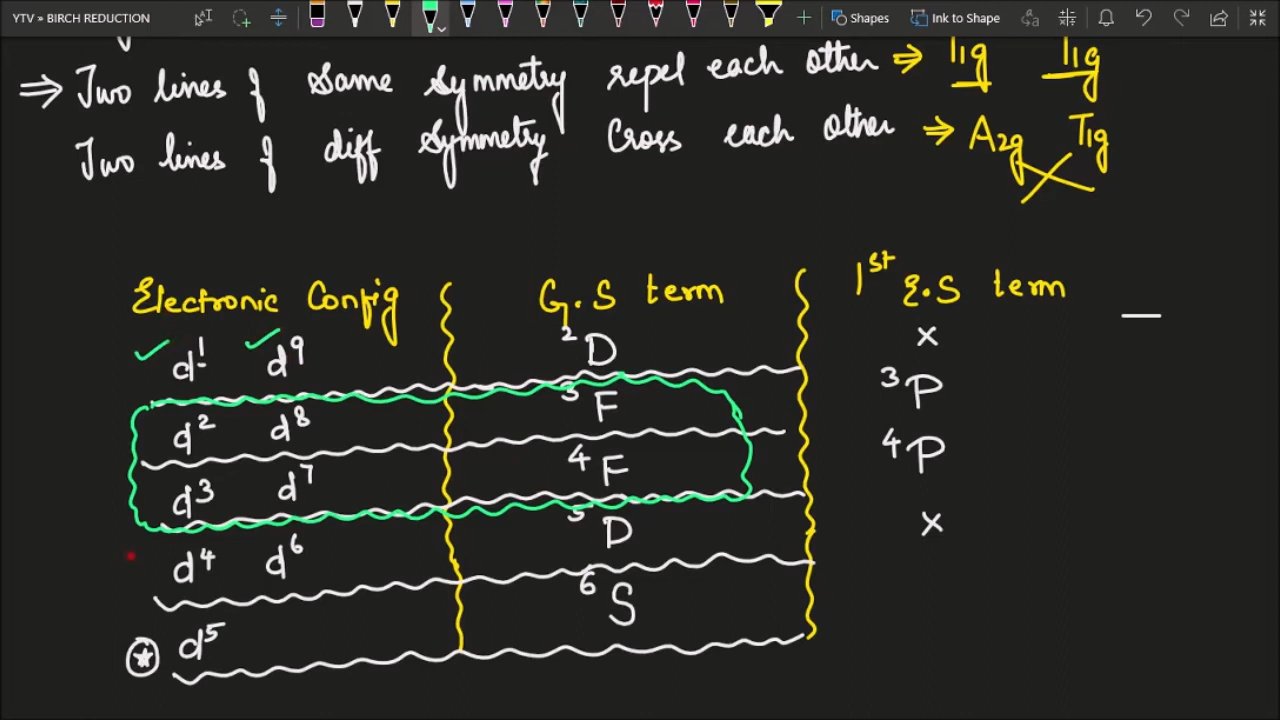 YTV » BIRCH REDUCTION
Shapes
Ink to Shape
⇒ Two lines of Same Symmetry repel each other ⇒ T1g T1g
Two lines of diff Symmetry Cross each other ⇒ A2g T1g
Electronic Config G.S term 1st E.S term
d¹ d⁹ ²D x
d² d⁸ ³F ³P
d³ d⁷ ⁴F ⁴P
d⁴ d⁶ ⁵D x
d⁵ ⁶S